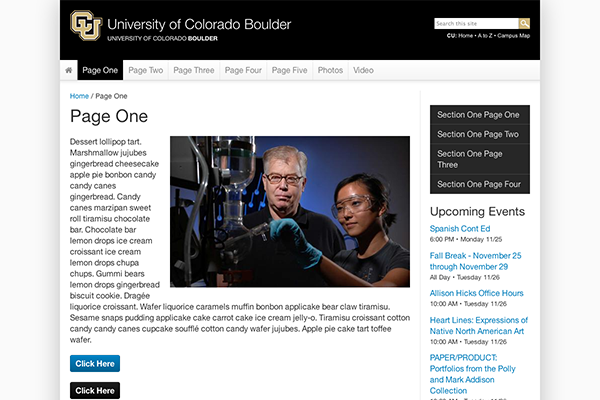 CU
University of Colorado Boulder
UNIVERSITY OF COLORADO BOULDER
Search this site
CU: Home • A to Z • Campus Map
Page One Page Two Page Three Page Four Page Five Photos Video
Home / Page One
Page One
Dessert lollipop tart.
Marshmallow jujubes
gingerbread cheesecake
apple pie bonbon candy
candy canes
gingerbread. Candy
canes marzipan sweet
roll tiramisu chocolate
bar. Chocolate bar
lemon drops ice cream
croissant ice cream
lemon drops chupa
chups. Gummi bears
lemon drops gingerbread
biscuit cookie. Dragée
liquorice croissant. Wafer liquorice caramels muffin bonbon applicake bear claw tiramisu.
Sesame snaps pudding applicake cake carrot cake ice cream jelly-o. Tiramisu croissant cotton
candy candy canes cupcake soufflé cotton candy wafer jujubes. Apple pie cake tart toffee
wafer.
Click Here
Click Here
Section One Page One
Section One Page Two
Section One Page
Three
Section One Page Four
Upcoming Events
Spanish Cont Ed
6:00 PM • Monday 11/25
Fall Break - November 25
through November 29
All Day • Tuesday 11/26
Allison Hicks Office Hours
10:00 AM • Tuesday 11/26
Heart Lines: Expressions of
Native North American Art
10:00 AM • Tuesday 11/26
PAPER/PRODUCT:
Portfolios from the Polly
and Mark Addison
Collection
10:00 AM • Tuesday 11/26